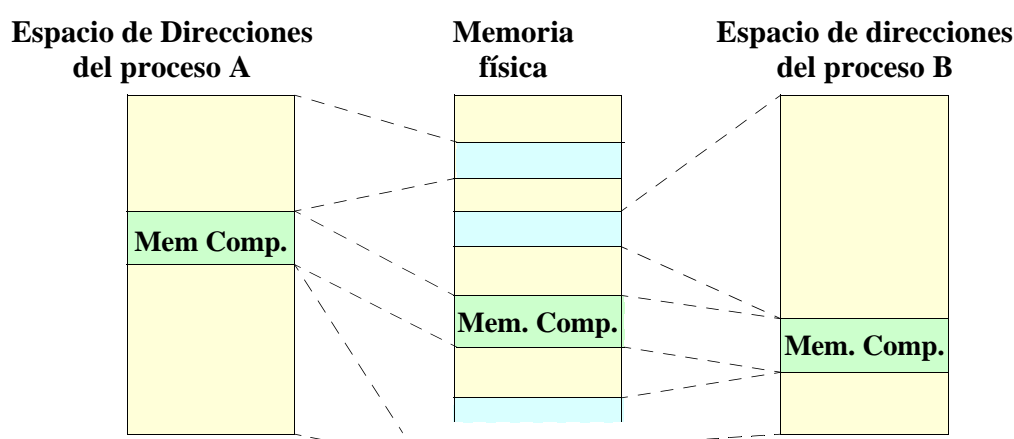 Espacio de Direcciones
del proceso A
Memoria
física
Espacio de direcciones
del proceso B
Mem Comp.
Mem. Comp.
Mem. Comp.